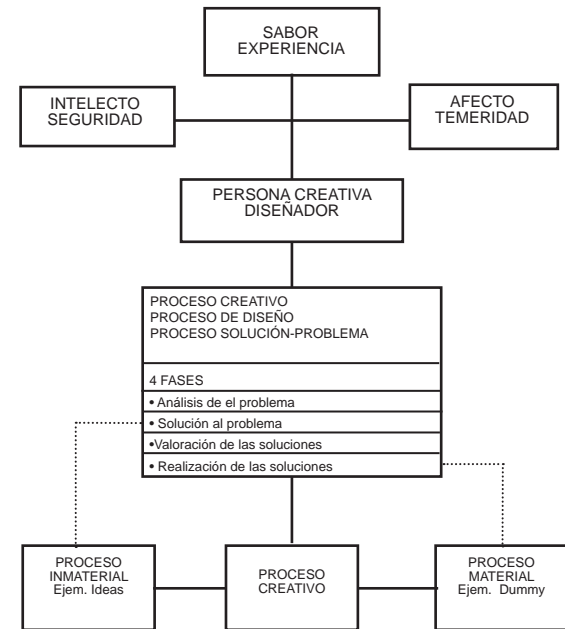 SABOR
EXPERIENCIA
INTELECTO
SEGURIDAD
AFECTO
TEMERIDAD
PERSONA CREATIVA
DISEÑADOR
PROCESO CREATIVO
PROCESO DE DISEÑO
PROCESO SOLUCIÓN-PROBLEMA
4 FASES
• Análisis de el problema
• Solución al problema
•Valoración de las soluciones
• Realización de las soluciones
PROCESO
INMATERIAL
Ejem. Ideas
PROCESO
CREATIVO
PROCESO
MATERIAL
Ejem. Dummy